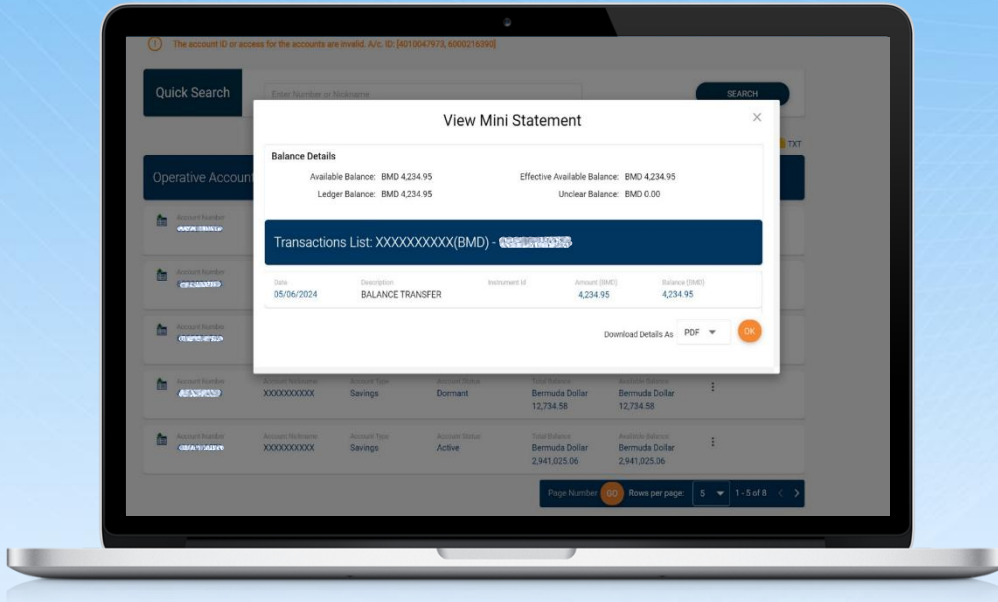 The account ID or access for the accounts are invalid. A/c. ID: [4010047973, 6000216390]
Quick Search
Enter Number or Nickname
SEARCH
TXT
View Mini Statement
Balance Details
Available Balance: BMD 4,234.95 Effective Available Balance: BMD 4,234.95
Ledger Balance: BMD 4,234.95 Unclear Balance: BMD 0.00
Operative Account
Transactions List: XXXXXXXXXX(BMD) -
Date Description Instrument Id Amount (BMD) Balance (BMD)
05/06/2024 BALANCE TRANSFER 4,234.95 4,234.95
Download Details As PDF OK
Account Number
Account Number
Account Number
Account Number Account Nickname Account Type Account Status Total Balance Available Balance
XXXXXXXXXX Savings Dormant Bermuda Dollar Bermuda Dollar
12,734.58 12,734.58
Account Number Account Nickname Account Type Account Status Total Balance Available Balance
XXXXXXXXXX Savings Active Bermuda Dollar Bermuda Dollar
2,941,025.06 2,941,025.06
Page Number GO Rows per page: 5 1 - 5 of 8